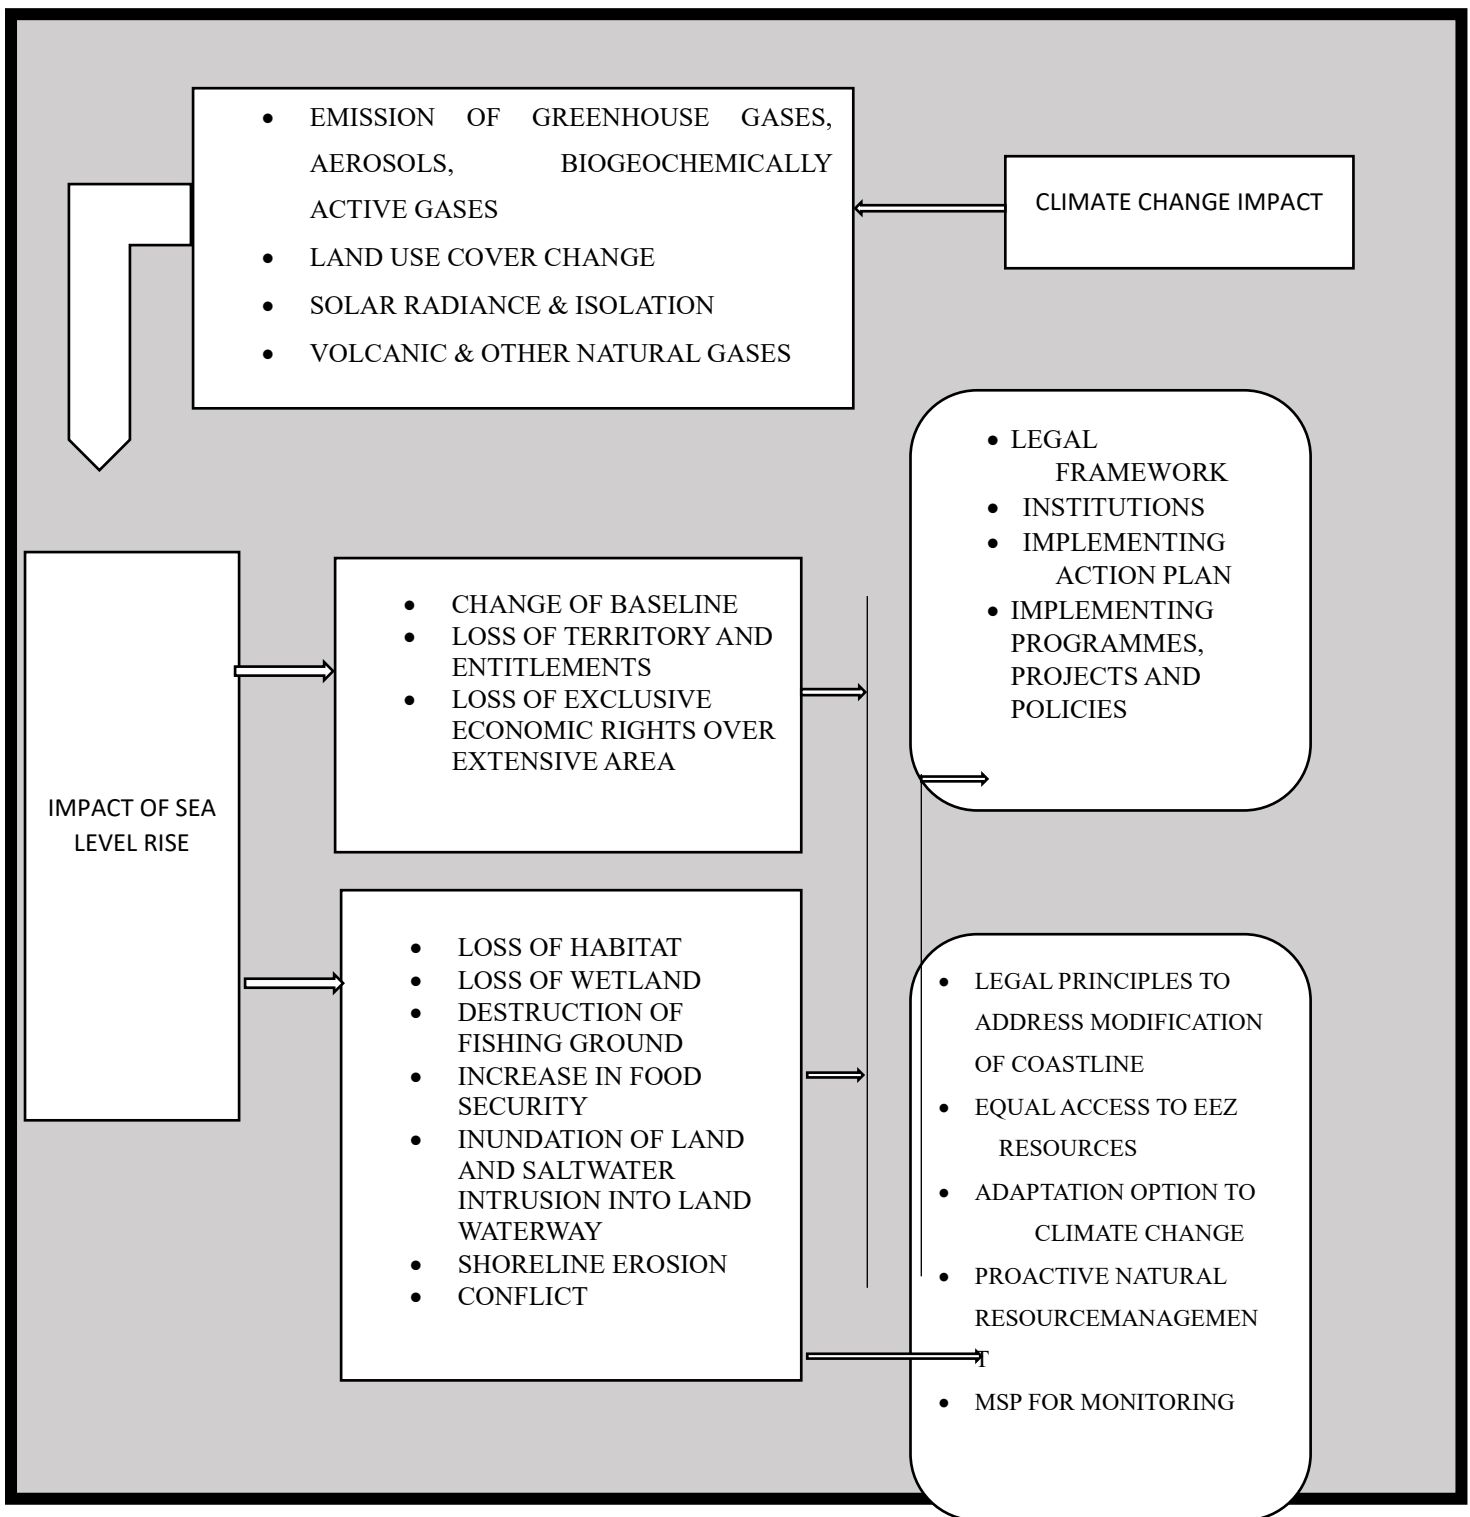 • EMISSION OF GREENHOUSE GASES,
AEROSOLS, BIOGEOCHEMICALLY
ACTIVE GASES
• LAND USE COVER CHANGE
• SOLAR RADIANCE & ISOLATION
• VOLCANIC & OTHER NATURAL GASES
CLIMATE CHANGE IMPACT
• LEGAL
FRAMEWORK
• INSTITUTIONS
• IMPLEMENTING
ACTION PLAN
• IMPLEMENTING
PROGRAMMES,
PROJECTS AND
POLICIES
IMPACT OF SEA
LEVEL RISE
• CHANGE OF BASELINE
• LOSS OF TERRITORY AND
ENTITLEMENTS
• LOSS OF EXCLUSIVE
ECONOMIC RIGHTS OVER
EXTENSIVE AREA
• LOSS OF HABITAT
• LOSS OF WETLAND
• DESTRUCTION OF
FISHING GROUND
• INCREASE IN FOOD
SECURITY
• INUNDATION OF LAND
AND SALTWATER
INTRUSION INTO LAND
WATERWAY
• SHORELINE EROSION
• CONFLICT
• LEGAL PRINCIPLES TO
ADDRESS MODIFICATION
OF COASTLINE
• EQUAL ACCESS TO EEZ
RESOURCES
• ADAPTATION OPTION TO
CLIMATE CHANGE
• PROACTIVE NATURAL
RESOURCEMANAGEMEN
T
• MSP FOR MONITORING